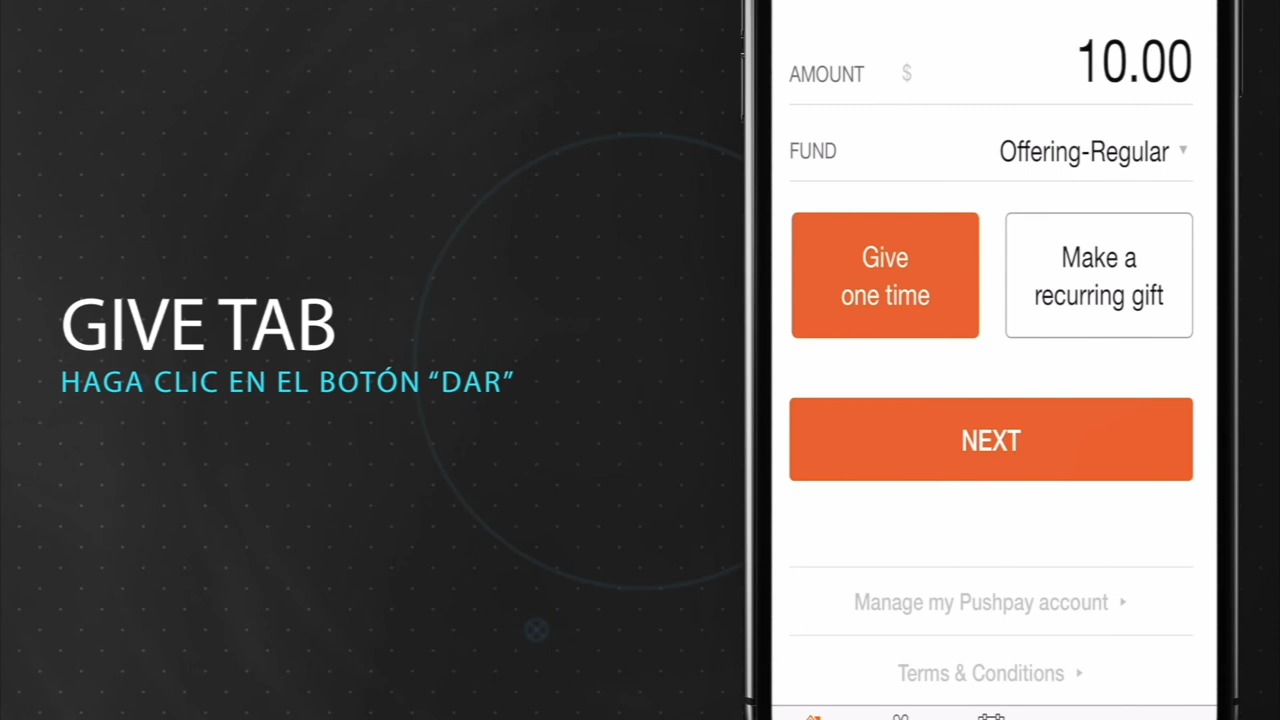 GIVE TAB
HAGA CLIC EN EL BOTÓN “DAR”
AMOUNT $ 10.00
FUND Offering-Regular
Give
one time
Make a
recurring gift
NEXT
Manage my Pushpay account
Terms & Conditions